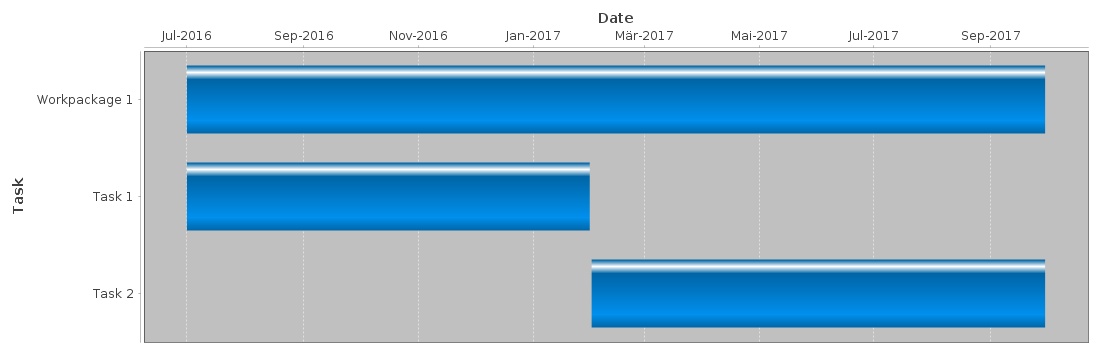 Date
Jul-2016 Sep-2016 Nov-2016 Jan-2017 Mär-2017 Mai-2017 Jul-2017 Sep-2017
Task
Workpackage 1
Task 1
Task 2